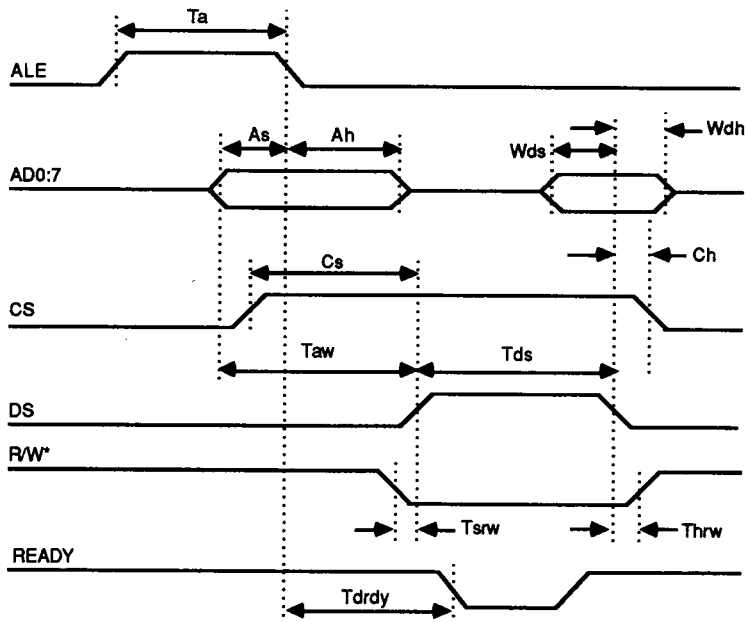 Ta
ALE
As
Ah
Wds
Wdh
AD0:7
Cs
Ch
CS
Taw
Tds
DS
R/W*
Tsrw
Thrw
READY
Tdrdy